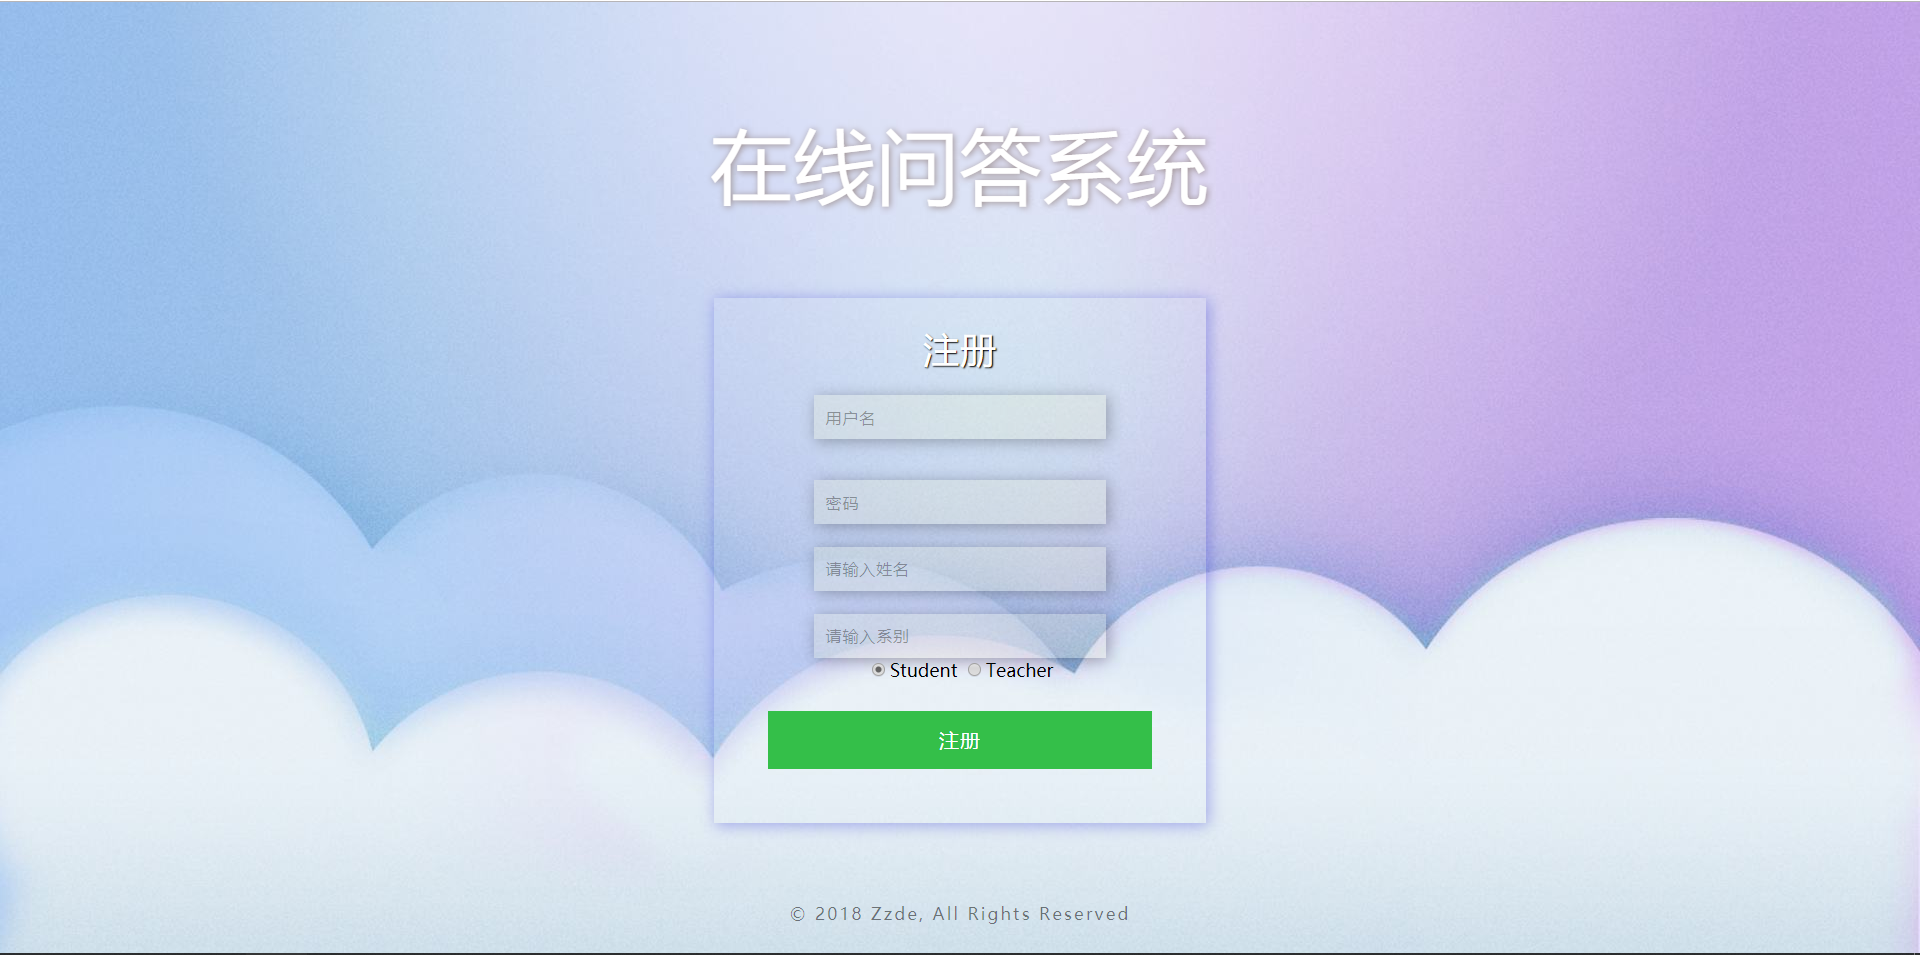 在线问答系统
注册
用户名
密码
请输入姓名
请输入系别
Student Teacher
注册
© 2018 Zzde, All Rights Reserved